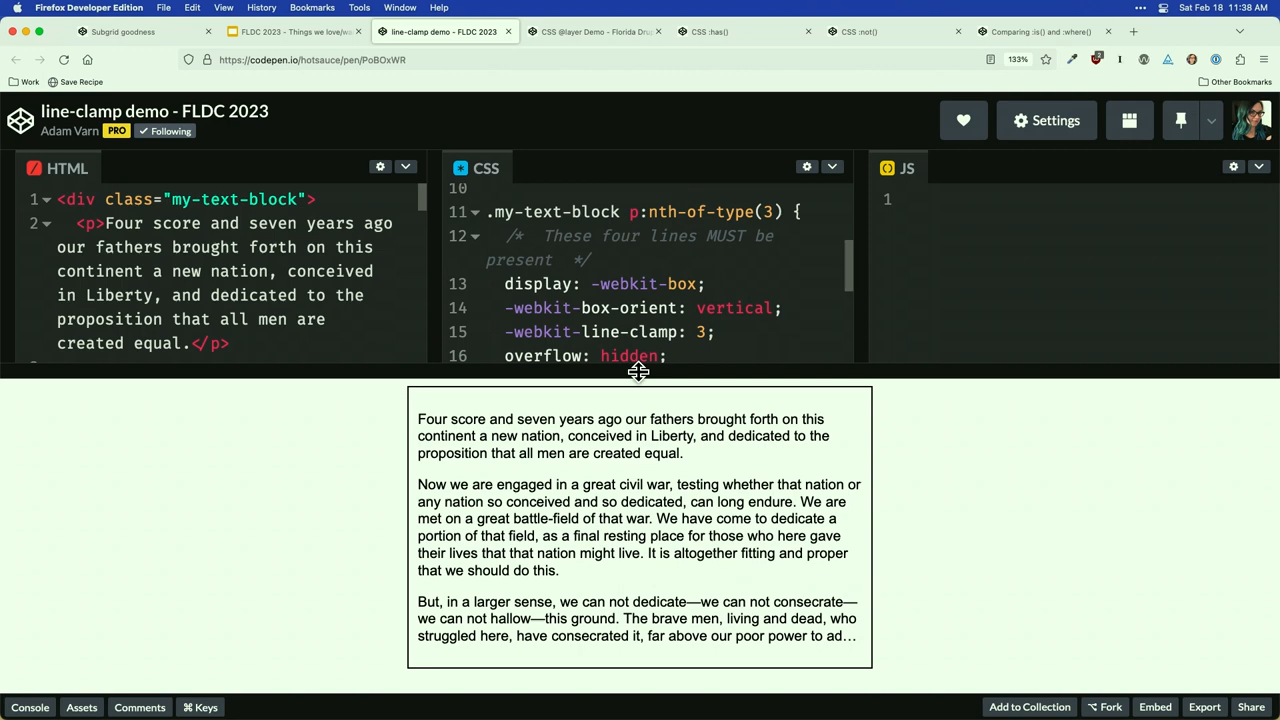 Firefox Developer Edition File Edit View History Bookmarks Tools Window Help Sat Feb 18 11:38 AM
Subgrid goodness × FLDC 2023 - Things we love/wa × line-clamp demo - FLDC 2023 × CSS @layer Demo - Florida Dru × CSS :has() × CSS :not() × Comparing :is() and :where() × +
https://codepen.io/hotsauce/pen/PoBOxWR 133% 2
Work Save Recipe Other Bookmarks
line-clamp demo - FLDC 2023
Adam Varn PRO ✓ Following
Settings
HTML
1 <div class="my-text-block">
2 <p>Four score and seven years ago
our fathers brought forth on this
continent a new nation, conceived
in Liberty, and dedicated to the
proposition that all men are
created equal.</p>
CSS
10
11 .my-text-block p:nth-of-type(3) {
12 /* These four lines MUST be
present */
13 display: -webkit-box;
14 -webkit-box-orient: vertical;
15 -webkit-line-clamp: 3;
16 overflow: hidden;
JS
1
Four score and seven years ago our fathers brought forth on this
continent a new nation, conceived in Liberty, and dedicated to the
proposition that all men are created equal.
Now we are engaged in a great civil war, testing whether that nation or
any nation so conceived and so dedicated, can long endure. We are
met on a great battle-field of that war. We have come to dedicate a
portion of that field, as a final resting place for those who here gave
their lives that that nation might live. It is altogether fitting and proper
that we should do this.
But, in a larger sense, we can not dedicate—we can not consecrate—
we can not hallow—this ground. The brave men, living and dead, who
struggled here, have consecrated it, far above our poor power to ad…
Console Assets Comments ⌘ Keys Add to Collection ⌥ Fork Embed Export Share